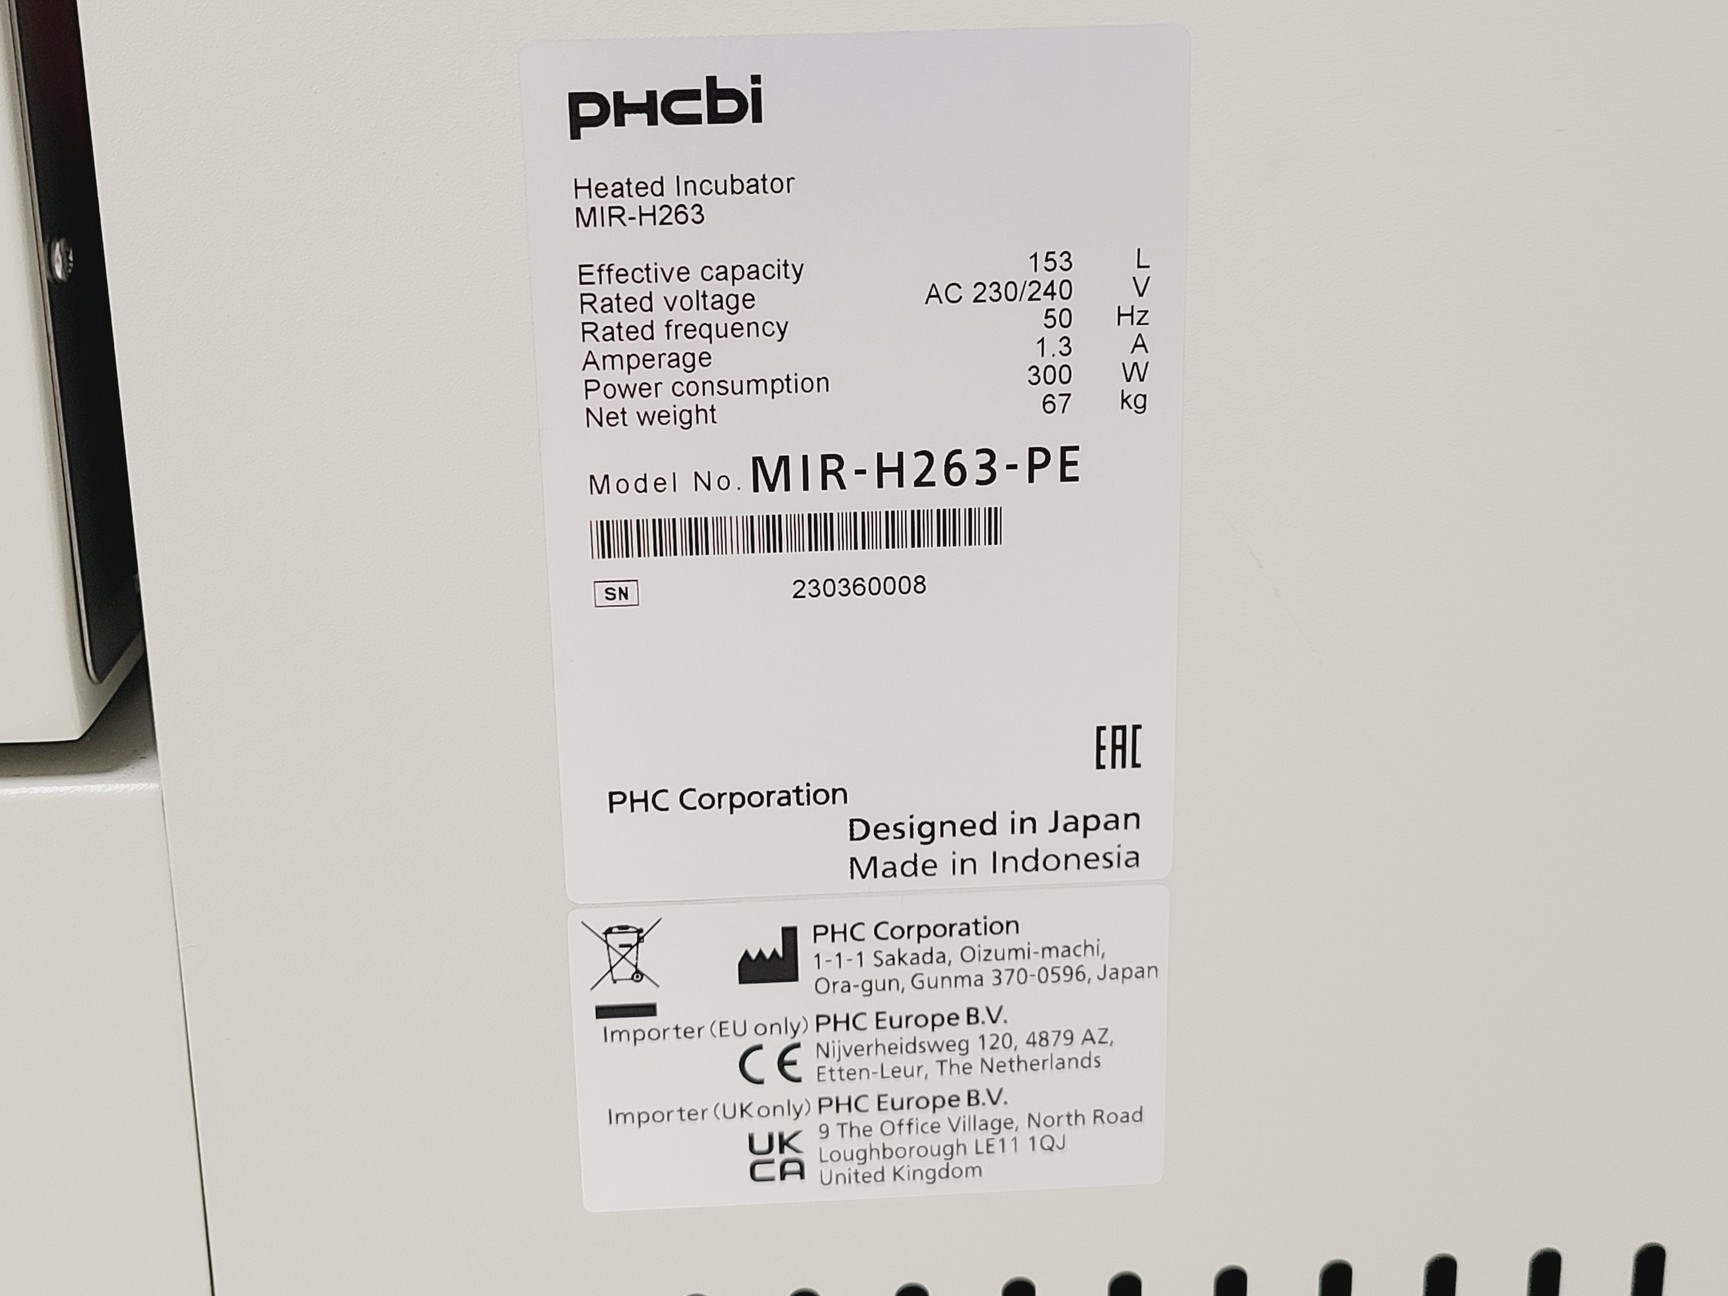 PHCbi
Heated Incubator
MIR-H263
Effective capacity 153 L
Rated voltage AC 230/240 V
Rated frequency 50 Hz
Amperage 1.3 A
Power consumption 300 W
Net weight 67 kg
Model No. MIR-H263-PE
SN 230360008
EAC
PHC Corporation
Designed in Japan
Made in Indonesia
PHC Corporation
1-1-1 Sakada, Oizumi-machi,
Ora-gun, Gunma 370-0596, Japan
Importer (EU only) PHC Europe B.V.
CE Nijverheidsweg 120, 4879 AZ,
Etten-Leur, The Netherlands
Importer (UK only) PHC Europe B.V.
9 The Office Village, North Road
UK Loughborough LE11 1QJ
CA United Kingdom